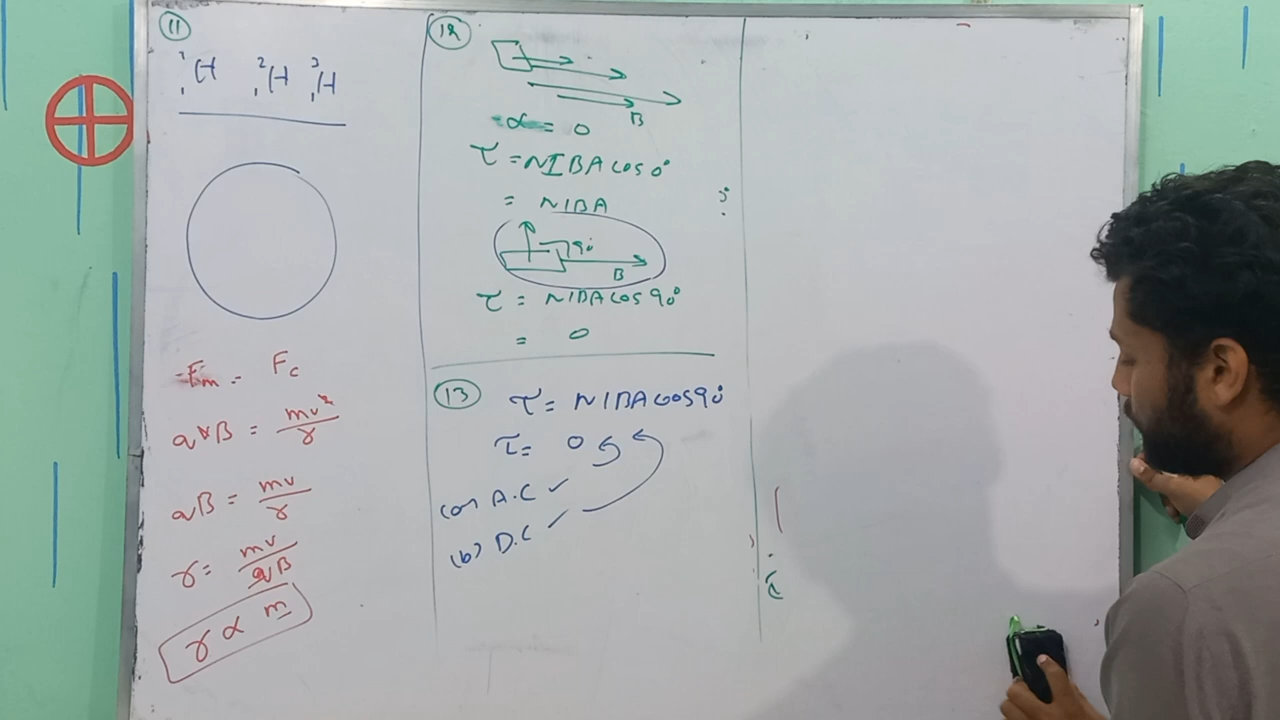 11
¹₁H ²₁H ³₁H
Fm = Fc
qvB = mv²/r
qB = mv/r
r = mv/qB
r ∝ m
12
B
α = 0
τ = NIBA cos 0°
= NIBA
90°
B
τ = NIBA cos 90°
= 0
13
τ = NIBA cos 90°
τ = 0
(a) A.C ✓
(b) D.C ✓
τ